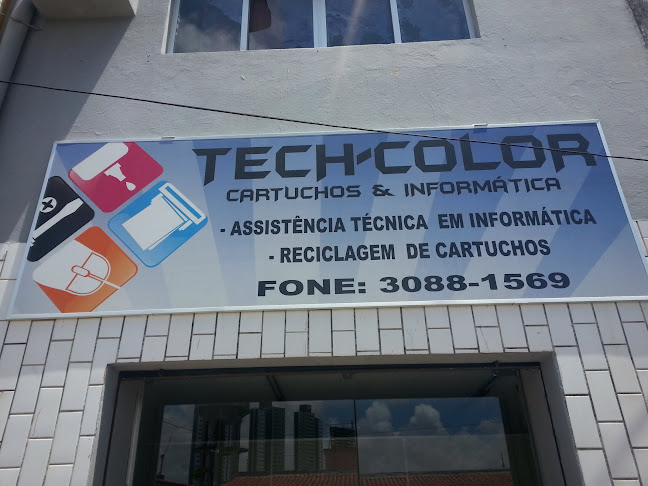 TECH-COLOR
CARTUCHOS & INFORMÁTICA
- ASSISTÊNCIA TÉCNICA EM INFORMÁTICA
- RECICLAGEM DE CARTUCHOS
FONE: 3088-1569